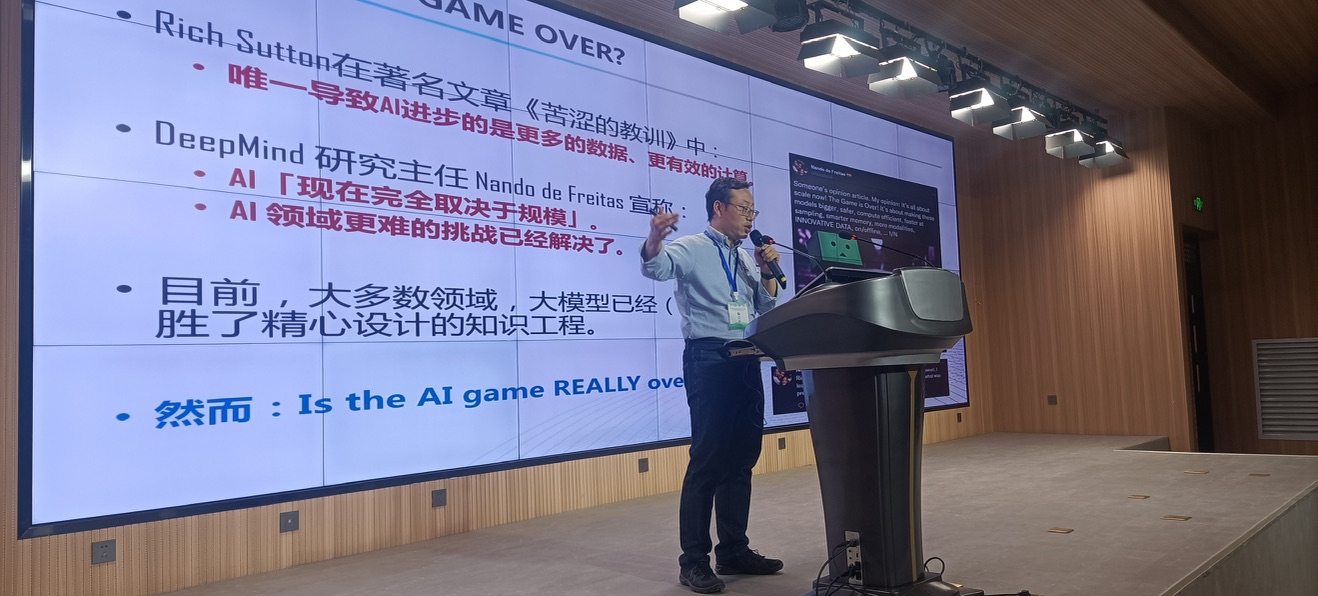 GAME OVER?
Rich Sutton在著名文章《苦涩的教训》中：
唯一导致AI进步的是更多的数据、更有效的计算
DeepMind 研究主任 Nando de Freitas 宣称：
AI「现在完全取决于规模」。
AI 领域更难的挑战已经解决了。
目前，大多数领域，大模型已经（
胜了精心设计的知识工程。
然而：Is the AI game REALLY ove
Nando de Freitas
Someone's opinion article. My opinion: It's all about
scale now! The Game is Over! It's about making these
models bigger, safer, compute efficient, faster at
sampling, smarter memory, more modalities,
INNOVATIVE DATA, on/offline, ... 1/N